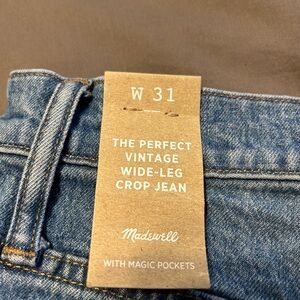 W 31
THE PERFECT
VINTAGE
WIDE-LEG
CROP JEAN
Madewell
WITH MAGIC POCKETS